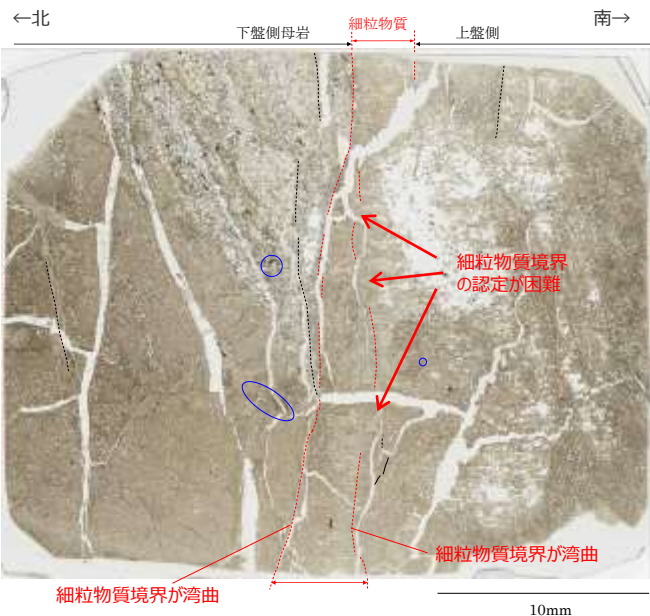 ←北
南→
下盤側母岩
細粒物質
上盤側
細粒物質境界
の認定が困難
細粒物質境界が湾曲
細粒物質境界が湾曲
10mm